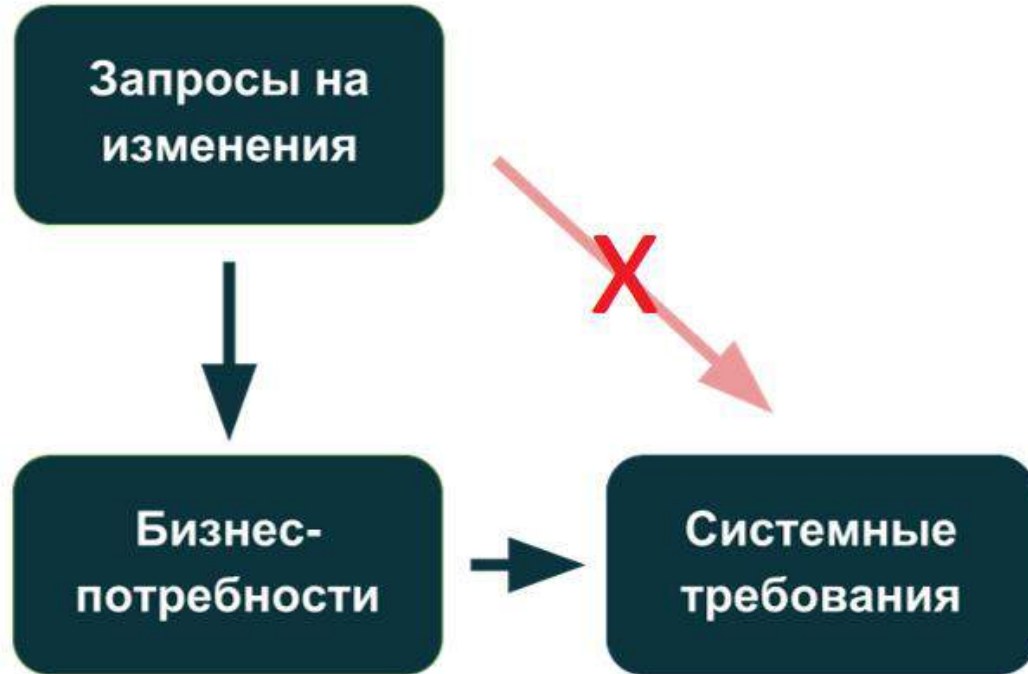 Запросы на
изменения
X
Бизнес-
потребности
Системные
требования